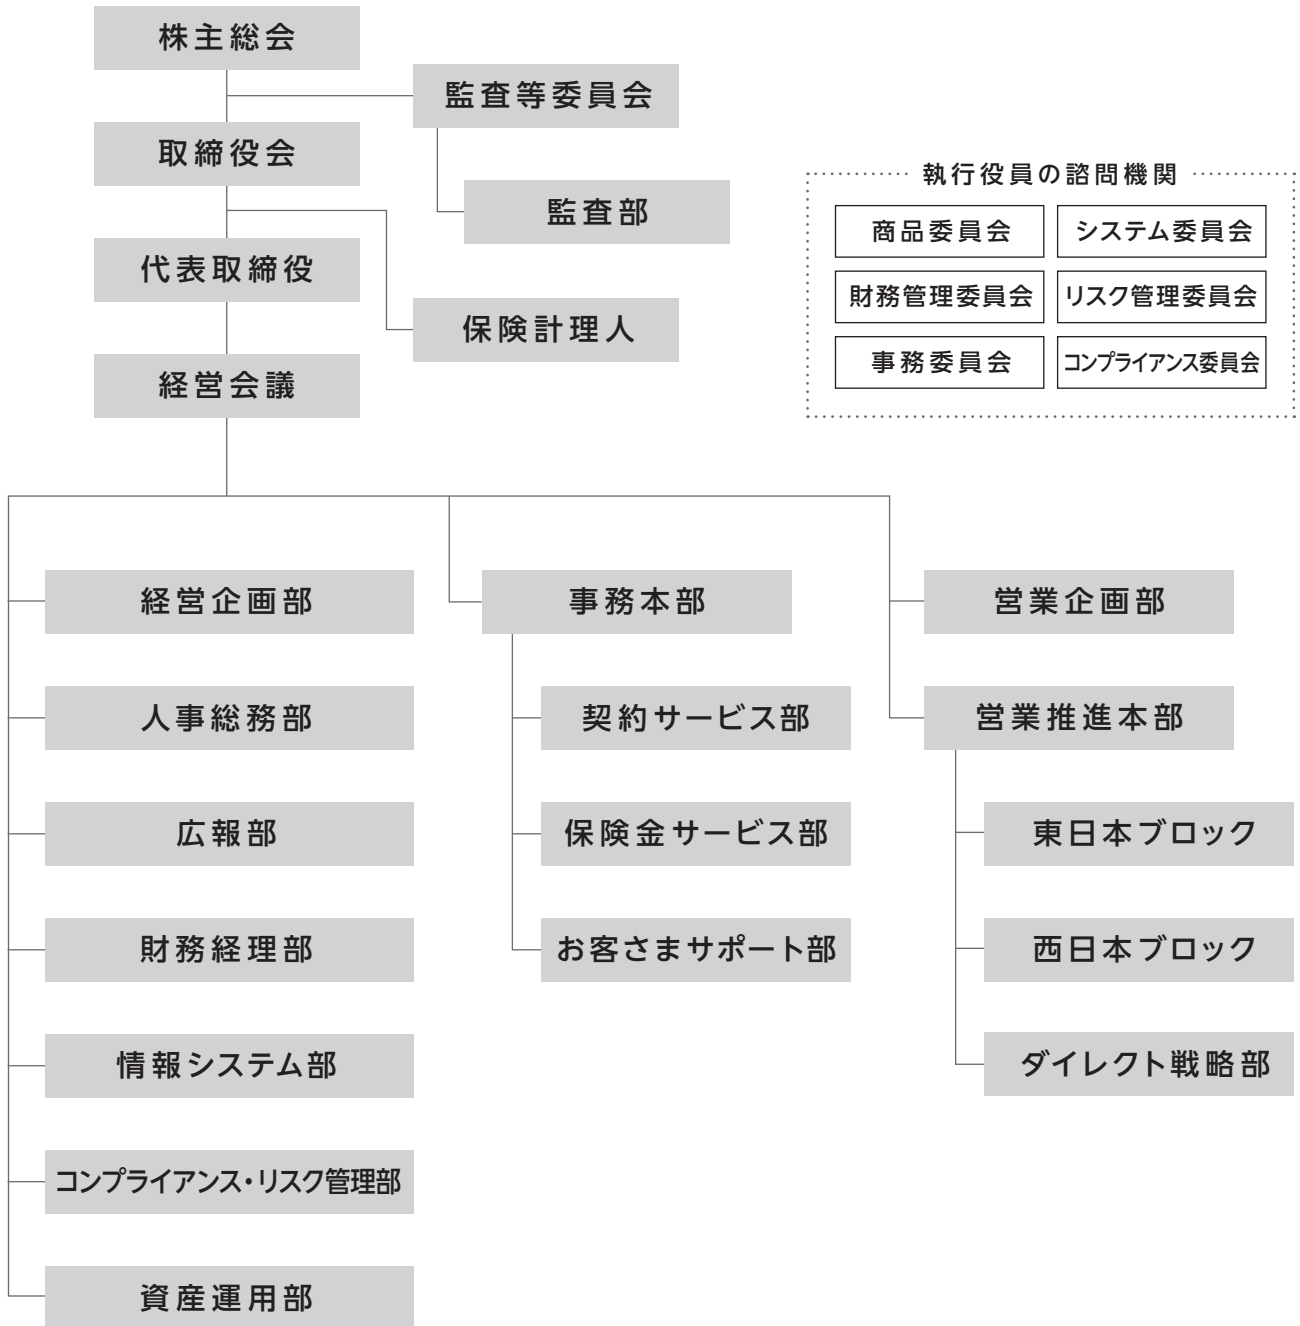 株主総会
監査等委員会
取締役会
監査部
代表取締役
保険計理人
経営会議
執行役員の諮問機関
商品委員会
システム委員会
財務管理委員会
リスク管理委員会
事務委員会
コンプライアンス委員会
経営企画部
人事総務部
広報部
財務経理部
情報システム部
コンプライアンス・リスク管理部
資産運用部
事務本部
契約サービス部
保険金サービス部
お客さまサポート部
営業企画部
営業推進本部
東日本ブロック
西日本ブロック
ダイレクト戦略部